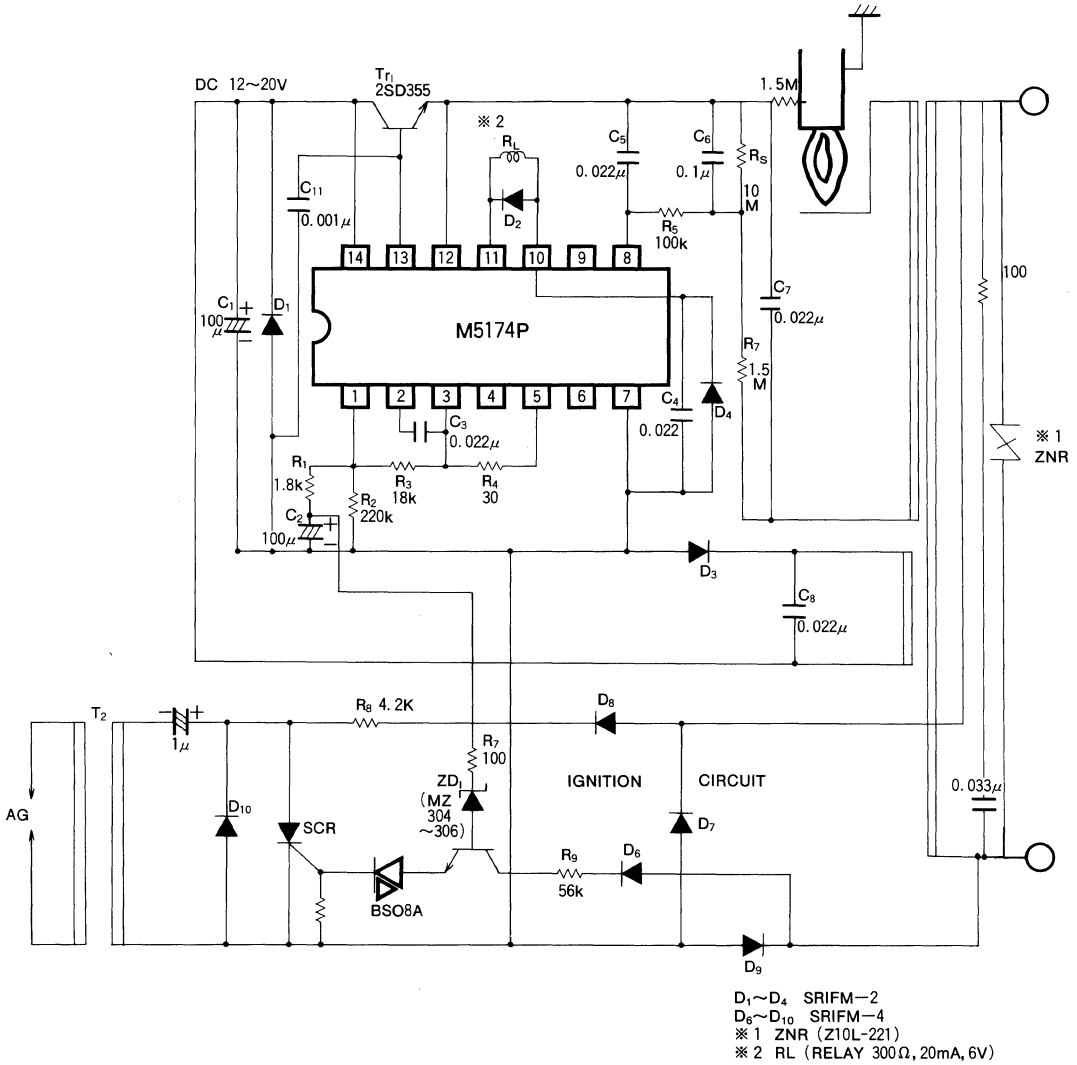 DC 12～20V
Tr₁
2SD355
※ 2
RL
D₂
C₅
0.022μ
C₆
0.1μ
RS
10
M
1.5M
R₅
100k
C₁₁
0.001μ
14
13
12
11
10
9
8
C₁
100
μ
+
−
D₁
M5174P
C₇
0.022μ
100
R₇
1.5
M
1
2
3
4
5
6
7
C₄
0.022
D₄
※ 1
ZNR
C₃
0.022μ
R₁
1.8k
R₃
18k
R₄
30
R₂
220k
C₂
100μ
+
−
D₃
C₈
0.022μ
T₂
−
+
1μ
R₈ 4.2K
D₈
R₇
100
IGNITION CIRCUIT
ZD₁
(MZ
304
～306)
0.033μ
AG
D₁₀
SCR
D₇
R₉
56k
D₆
BSO8A
D₉
D₁～D₄ SRIFM−2
D₆～D₁₀ SRIFM−4
※ 1 ZNR (Z10L-221)
※ 2 RL (RELAY 300Ω, 20mA, 6V)